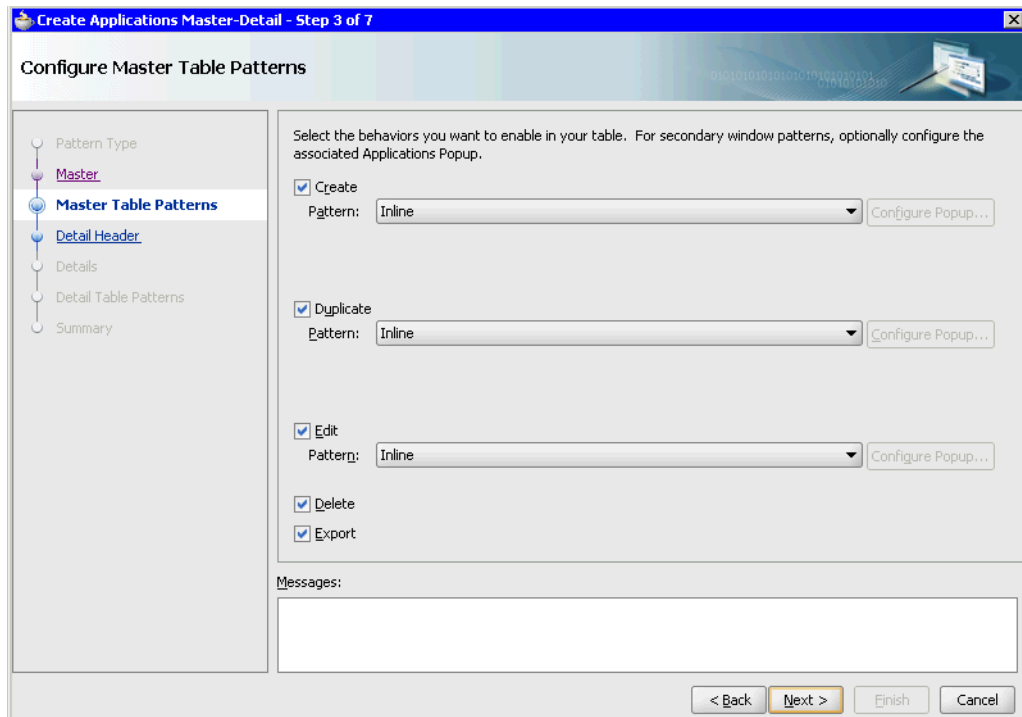 Create Applications Master-Detail - Step 3 of 7
Configure Master Table Patterns
Pattern Type
Master
Master Table Patterns
Detail Header
Details
Detail Table Patterns
Summary
Select the behaviors you want to enable in your table. For secondary window patterns, optionally configure the
associated Applications Popup.
Create
Pattern: Inline Configure Popup...
Duplicate
Pattern: Inline Configure Popup...
Edit
Pattern: Inline Configure Popup...
Delete
Export
Messages:
< Back Next > Finish Cancel